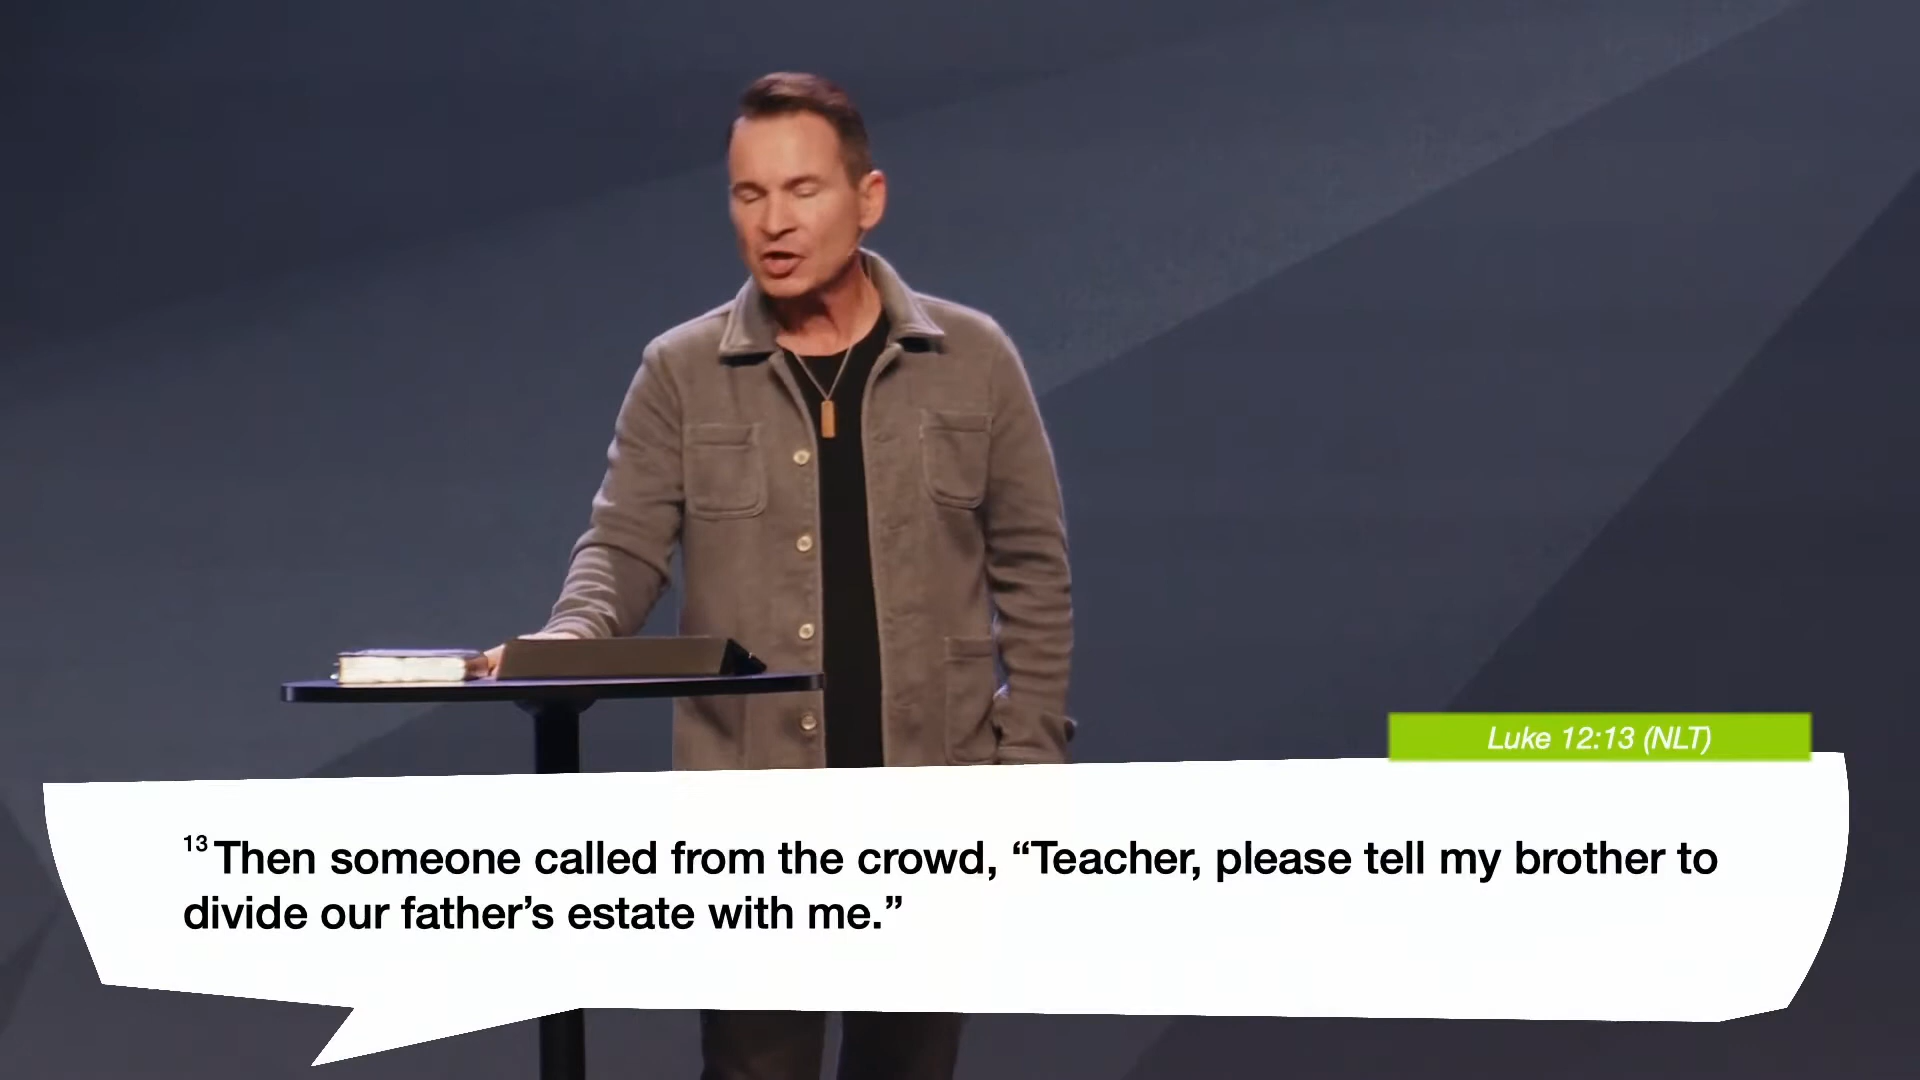 Luke 12:13 (NLT)
13 Then someone called from the crowd, “Teacher, please tell my brother to
divide our father’s estate with me.”